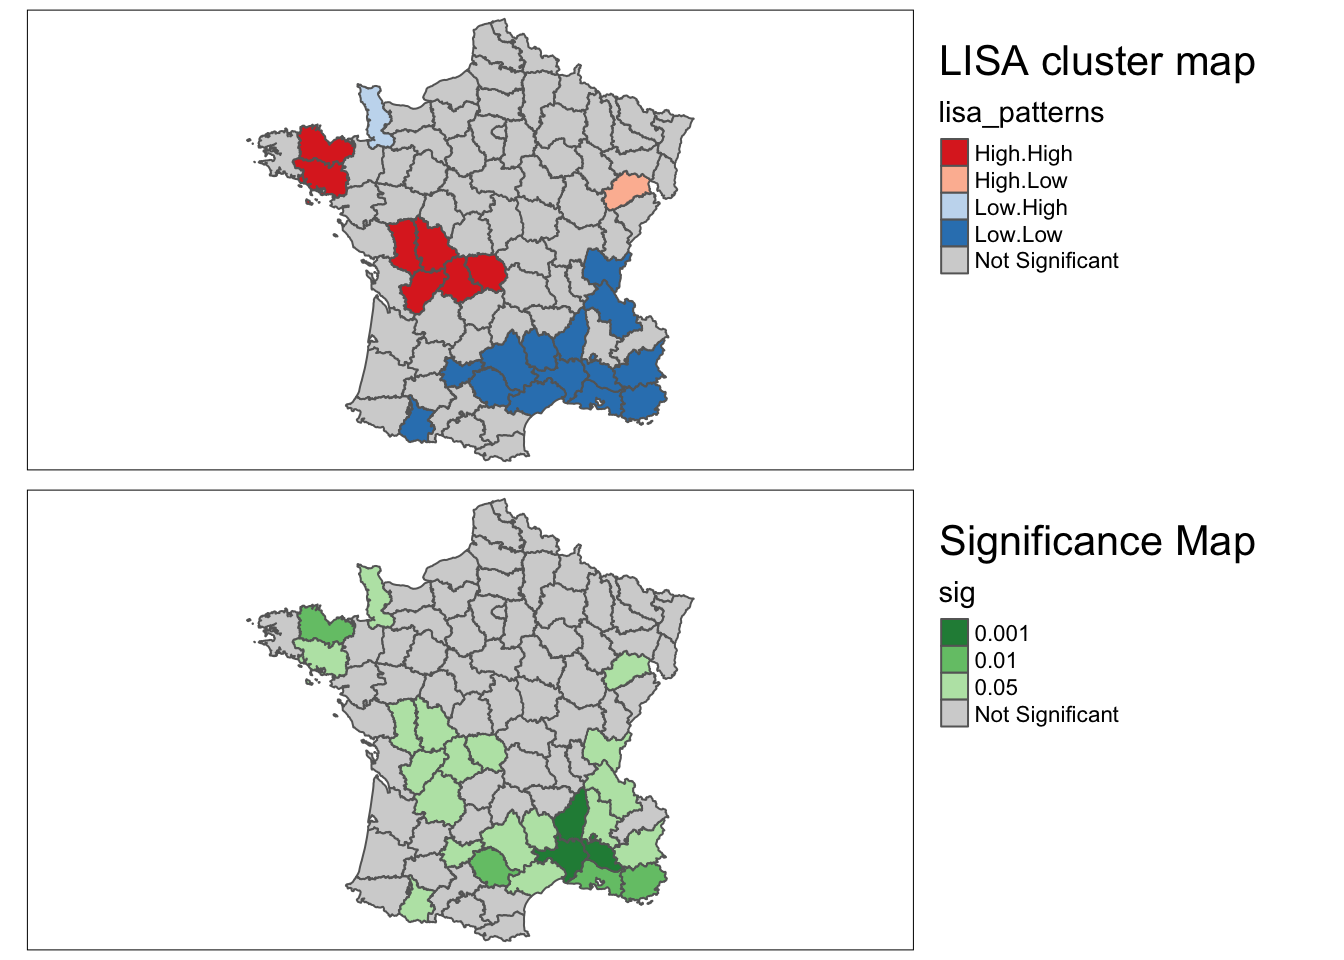 LISA cluster map
lisa_patterns
High.High
High.Low
Low.High
Low.Low
Not Significant
Significance Map
sig
0.001
0.01
0.05
Not Significant